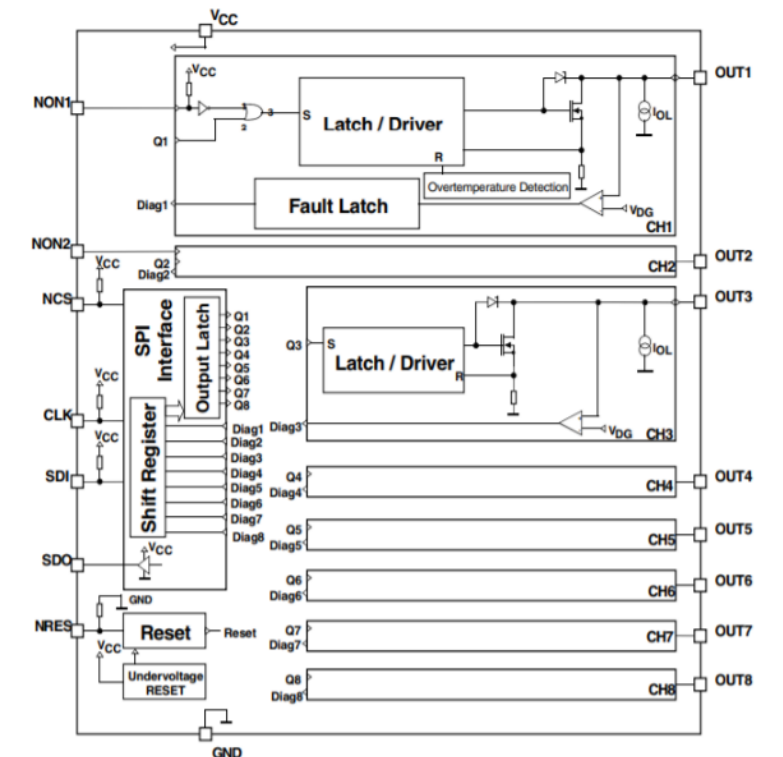 VCC
VCC
NON1
1
2
3
Q1
S
Latch / Driver
R
Overtemperature Detection
Diag1
Fault Latch
IOL
VDG
CH1
OUT1
NON2
Q2
Diag2
CH2
OUT2
VCC
NCS
SPI
Interface
Output Latch
Q1
Q2
Q3
Q4
Q5
Q6
Q7
Q8
VCC
CLK
VCC
SDI
Shift Register
Diag1
Diag2
Diag3
Diag4
Diag5
Diag6
Diag7
Diag8
SDO
VCC
Q3
S
Latch / Driver
R
Diag3
IOL
VDG
CH3
OUT3
Q4
Diag4
CH4
OUT4
Q5
Diag5
CH5
OUT5
Q6
Diag6
CH6
OUT6
GND
NRES
Reset
Reset
VCC
Undervoltage
RESET
Q7
Diag7
CH7
OUT7
Q8
Diag8
CH8
OUT8
GND